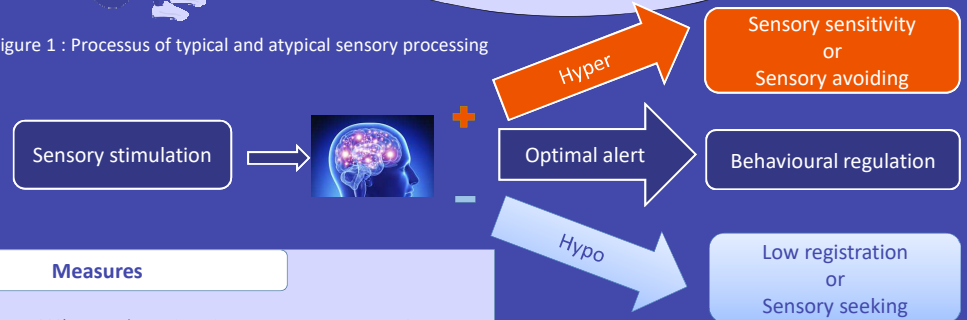 Sensory sensitivity
or
Sensory avoiding
igure 1 : Processus of typical and atypical sensory processing
Hyper
Sensory stimulation
+
Optimal alert
Behavioural regulation
−
Hypo
Low registration
or
Sensory seeking
Measures